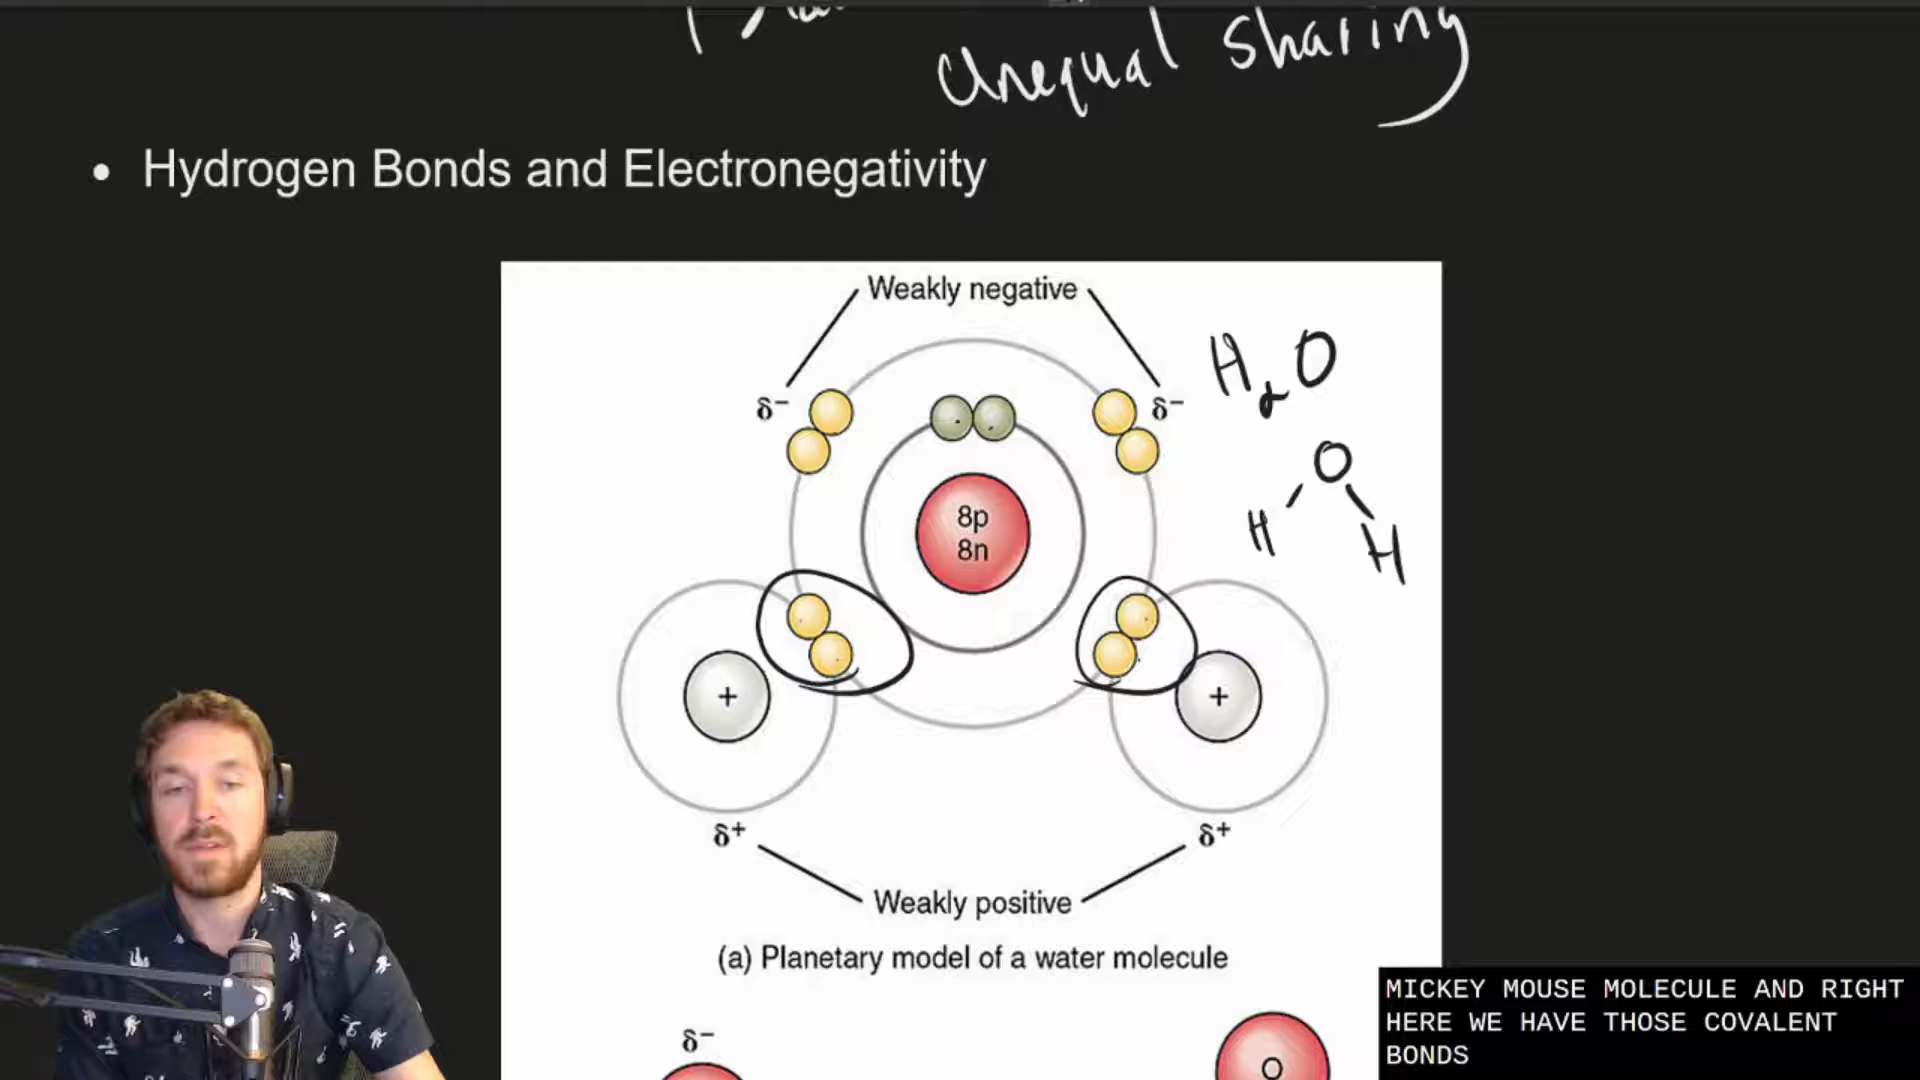 Unequal sharing
• Hydrogen Bonds and Electronegativity
Weakly negative
δ− δ−
H2O
8p
8n
O
H H
+ +
δ+ δ+
Weakly positive
(a) Planetary model of a water molecule
δ−
O
MICKEY MOUSE MOLECULE AND RIGHT
HERE WE HAVE THOSE COVALENT
BONDS